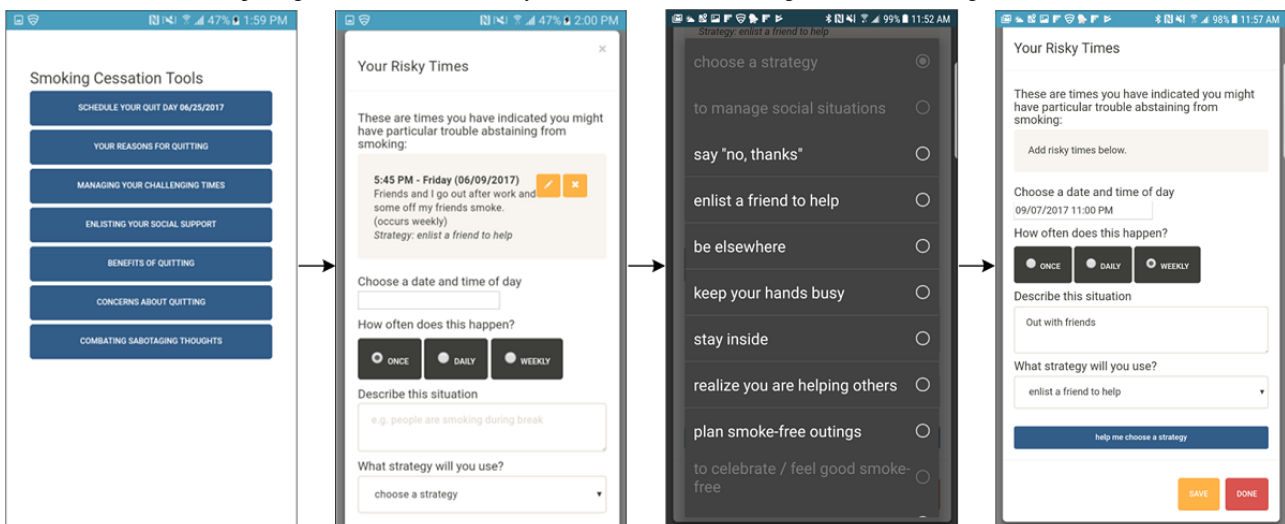 47% 1:59 PM
Smoking Cessation Tools
SCHEDULE YOUR QUIT DAY 06/25/2017
YOUR REASONS FOR QUITTING
MANAGING YOUR CHALLENGING TIMES
ENLISTING YOUR SOCIAL SUPPORT
BENEFITS OF QUITTING
CONCERNS ABOUT QUITTING
COMBATING SABOTAGING THOUGHTS
47% 2:00 PM
×
Your Risky Times
These are times you have indicated you might
have particular trouble abstaining from
smoking:
5:45 PM - Friday (06/09/2017)
Friends and I go out after work and
some off my friends smoke.
(occurs weekly)
Strategy: enlist a friend to help
Choose a date and time of day
How often does this happen?
ONCE DAILY WEEKLY
Describe this situation
e.g. people are smoking during break
What strategy will you use?
choose a strategy
99% 11:52 AM
Strategy: enlist a friend to help
choose a strategy
to manage social situations
say "no, thanks"
enlist a friend to help
be elsewhere
keep your hands busy
stay inside
realize you are helping others
plan smoke-free outings
to celebrate / feel good smoke-
free
98% 11:57 AM
Your Risky Times
These are times you have indicated you might
have particular trouble abstaining from
smoking:
Add risky times below.
Choose a date and time of day
09/07/2017 11:00 PM
How often does this happen?
ONCE DAILY WEEKLY
Describe this situation
Out with friends
What strategy will you use?
enlist a friend to help
help me choose a strategy
SAVE DONE